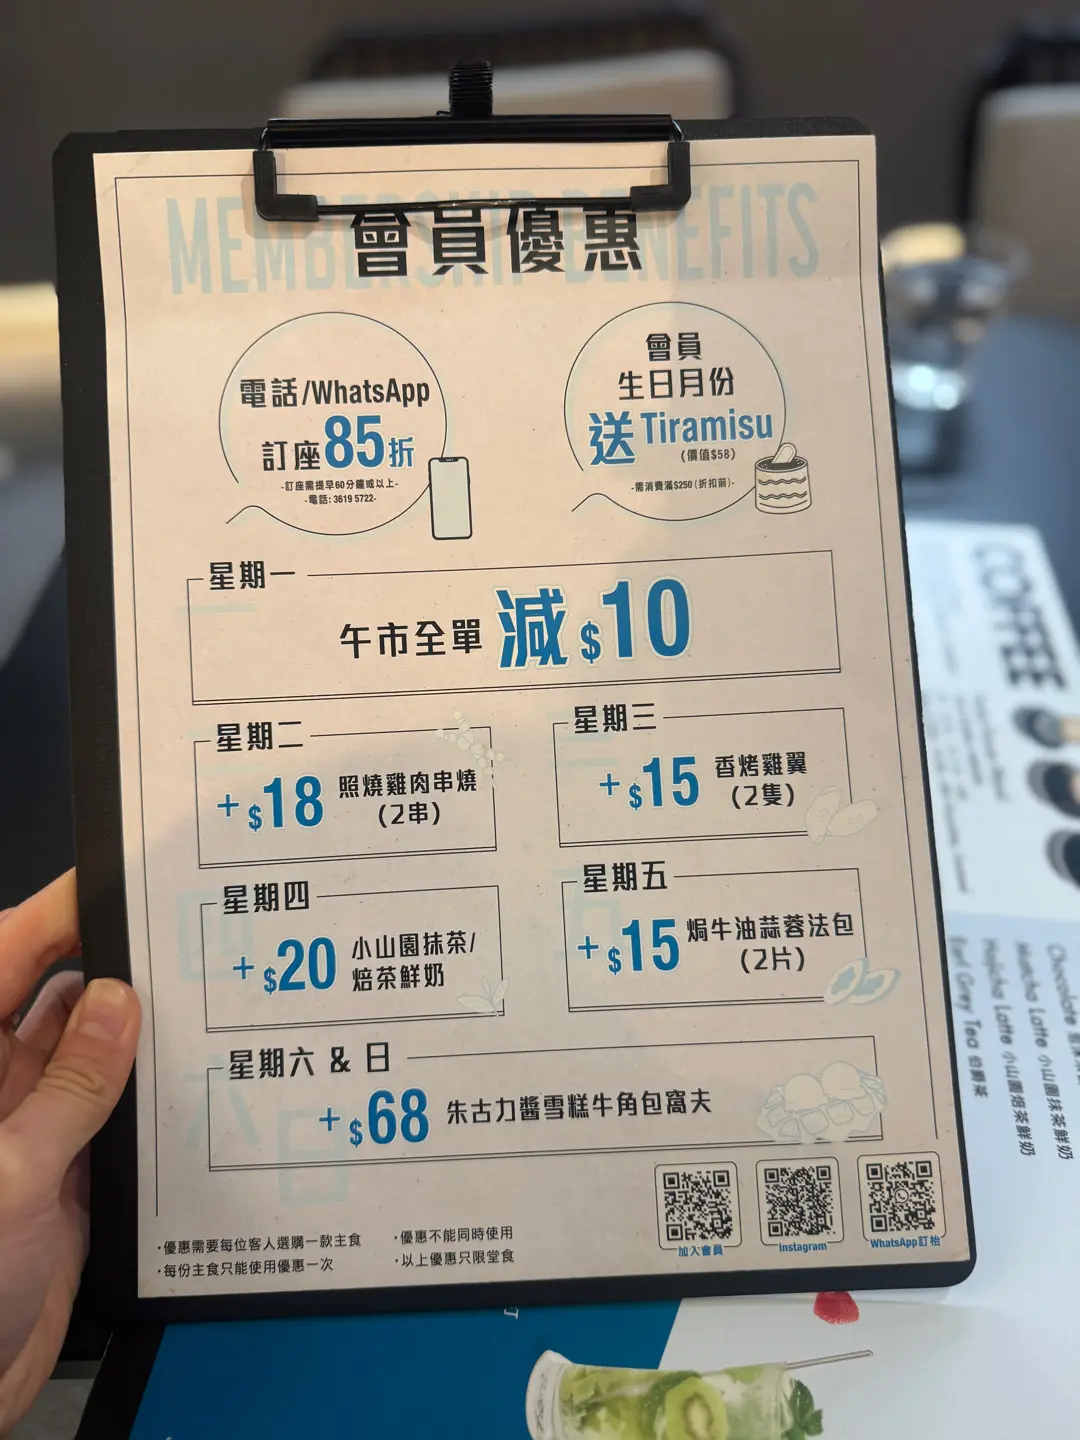 MEMBERSHIP BENEFITS
會員優惠
電話/WhatsApp
訂座85折
-訂座需提早60分鐘或以上-
-電話: 3619 5722-
會員
生日月份
送Tiramisu
(價值$58)
-需消費滿$250 (折扣前)-
星期一
午市全單 減$10
星期二
+$18 照燒雞肉串燒
(2串)
星期三
+$15 香烤雞翼
(2隻)
星期四
+$20 小山園抹茶/
焙茶鮮奶
星期五
+$15 焗牛油蒜蓉法包
(2片)
星期六 & 日
+$68 朱古力醬雪糕牛角包窩夫
·優惠需要每位客人選購一款主食
·每份主食只能使用優惠一次
·優惠不能同時使用
·以上優惠只限堂食
加入會員
Instagram
WhatsApp訂枱
COFFEE
Chocolate
Matcha Latte 小山園抹茶鮮奶
Hojicha Latte 小山園焙茶鮮奶
Earl Grey Tea 伯爵茶